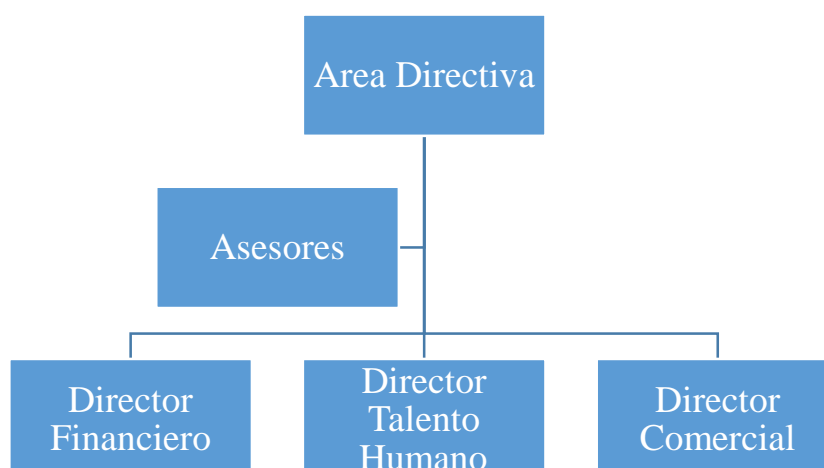 Area Directiva
Asesores
Director
Financiero
Director
Talento
Humano
Director
Comercial